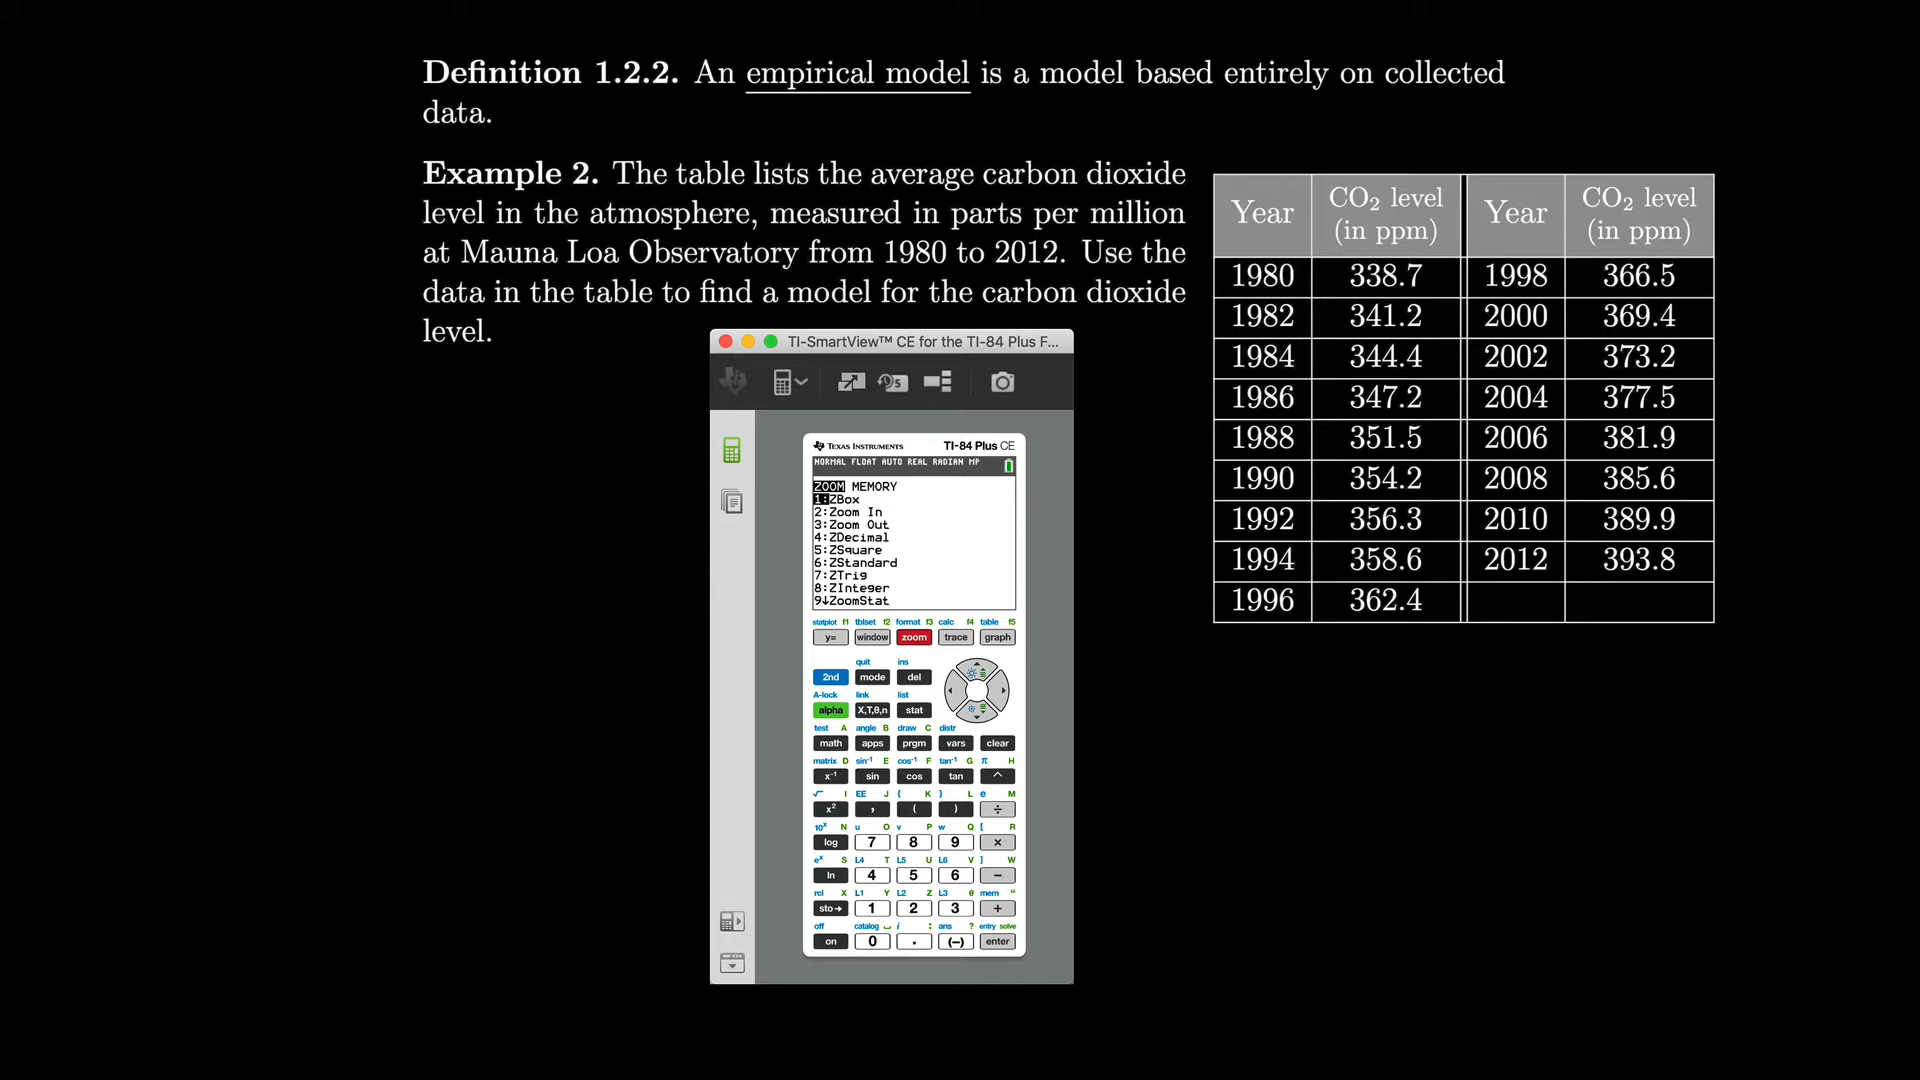 Definition 1.2.2. An empirical model is a model based entirely on collected
data.
Example 2. The table lists the average carbon dioxide
level in the atmosphere, measured in parts per million
at Mauna Loa Observatory from 1980 to 2012. Use the
data in the table to find a model for the carbon dioxide
level.
Year CO₂ level (in ppm) Year CO₂ level (in ppm)
1980 338.7 1998 366.5
1982 341.2 2000 369.4
1984 344.4 2002 373.2
1986 347.2 2004 377.5
1988 351.5 2006 381.9
1990 354.2 2008 385.6
1992 356.3 2010 389.9
1994 358.6 2012 393.8
1996 362.4
TI-SmartView™ CE for the TI-84 Plus F...
5
TEXAS INSTRUMENTS TI-84 Plus CE
NORMAL FLOAT AUTO REAL RADIAN MP
ZOOM MEMORY
1:ZBox
2:Zoom In
3:Zoom Out
4:ZDecimal
5:ZSquare
6:ZStandard
7:ZTrig
8:ZInteger
9↓ZoomStat
statplot f1 tblset f2 format f3 calc f4 table f5
y= window zoom trace graph
quit ins
2nd mode del
A-lock link list
alpha X,T,θ,n stat
test A angle B draw C distr
math apps prgm vars clear
matrix D sin⁻¹ E cos⁻¹ F tan⁻¹ G π H
x⁻¹ sin cos tan ^
√ I EE J { K } L e M
x² , ( ) ÷
10ˣ N u O v P w Q [ R
log 7 8 9 ×
eˣ S L4 T L5 U L6 V ] W
ln 4 5 6 −
rcl X L1 Y L2 Z L3 θ mem "
sto→ 1 2 3 +
off catalog ⎵ i : ans ? entry solve
on 0 . (−) enter